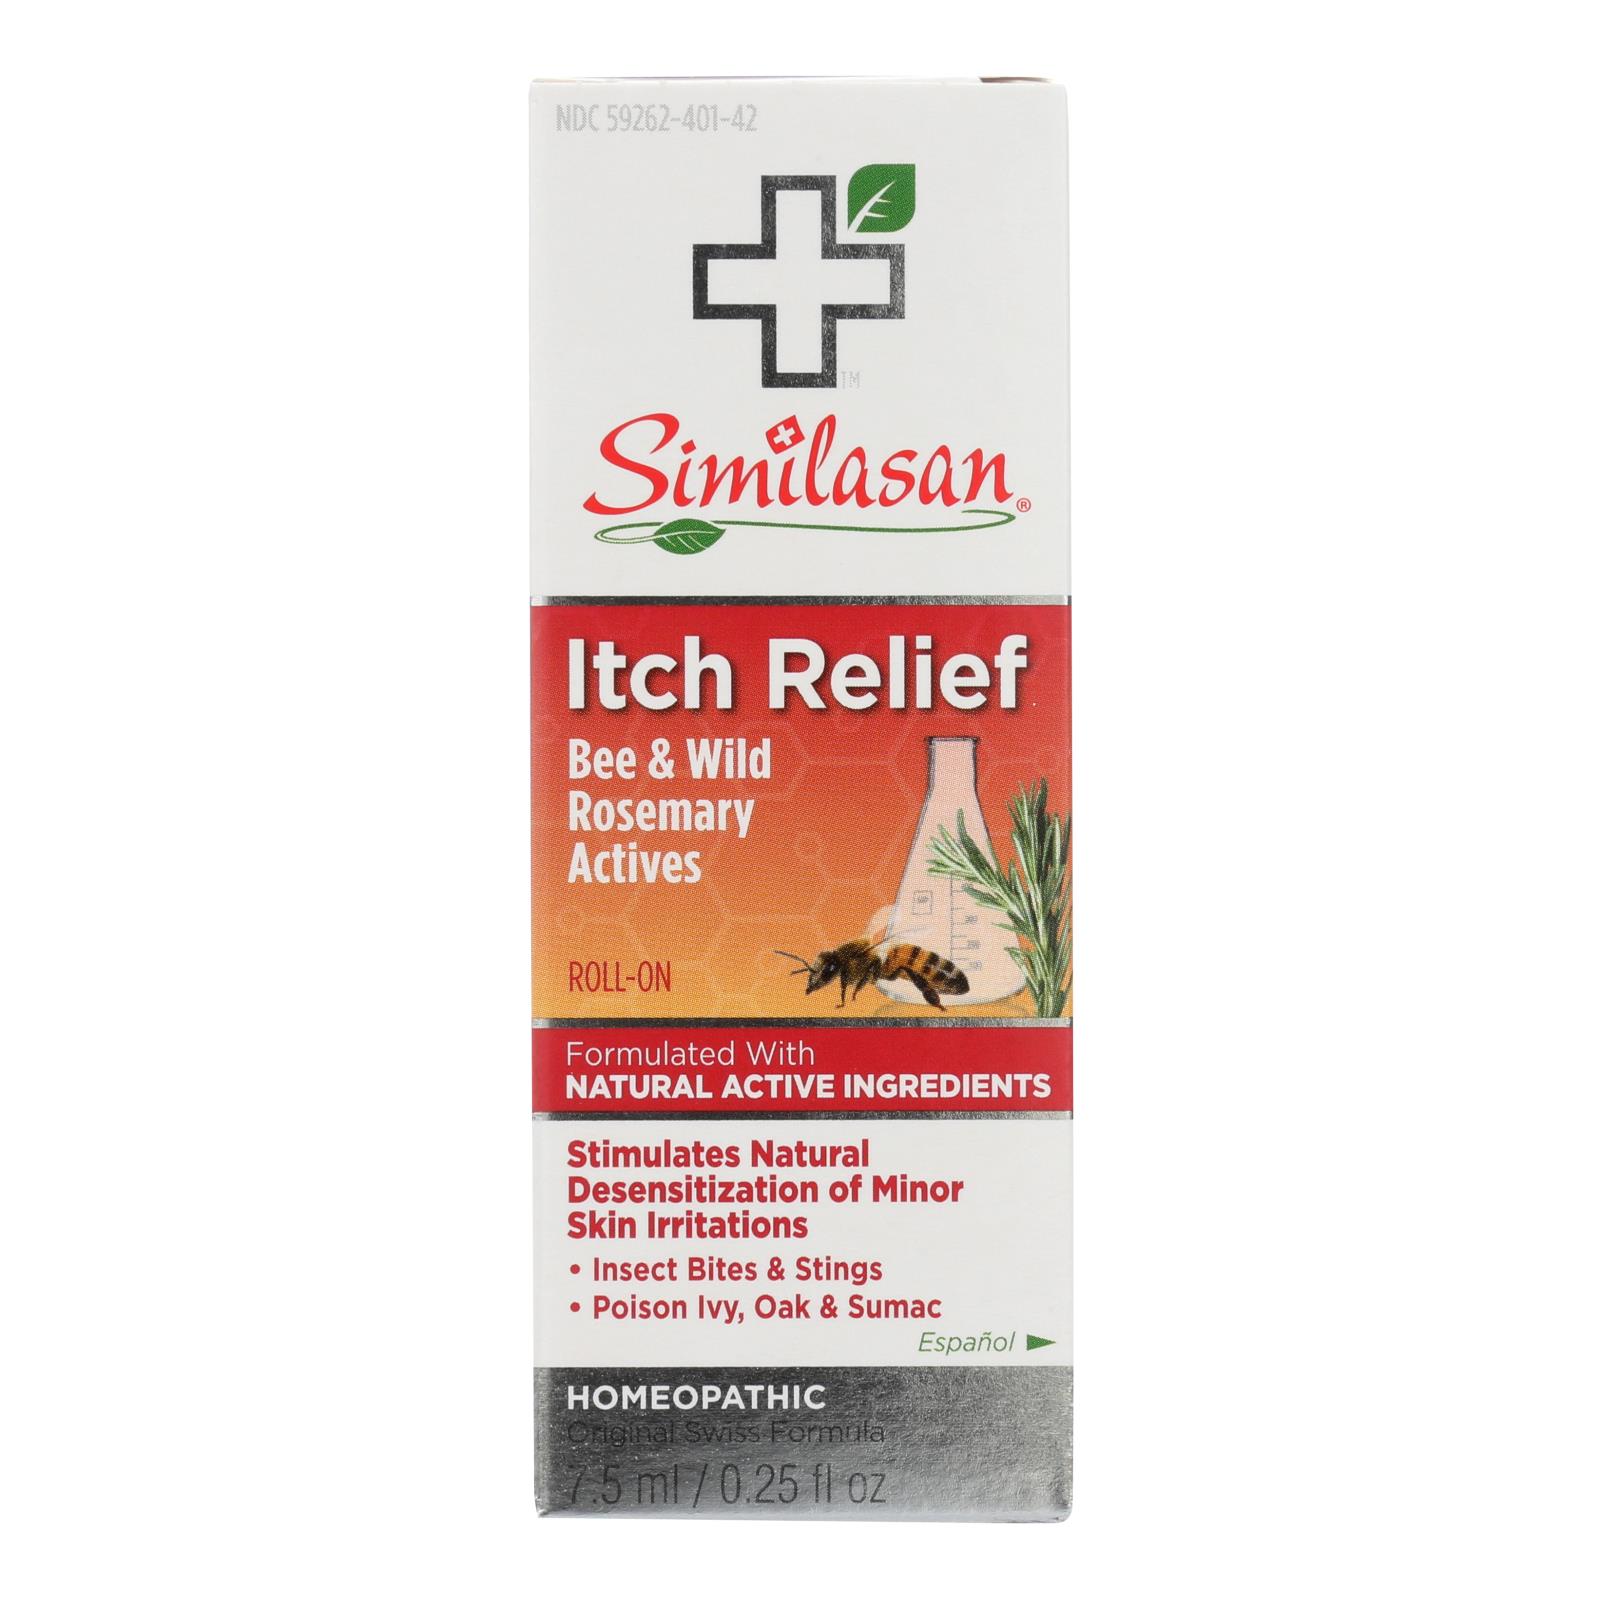 NDC 59262-401-42
TM
Similasan®
Itch Relief
Bee & Wild
Rosemary
Actives
ROLL-ON
Formulated With
NATURAL ACTIVE INGREDIENTS
Stimulates Natural
Desensitization of Minor
Skin Irritations
• Insect Bites & Stings
• Poison Ivy, Oak & Sumac
Español
HOMEOPATHIC
Original Swiss Formula
7.5 ml / 0.25 fl oz